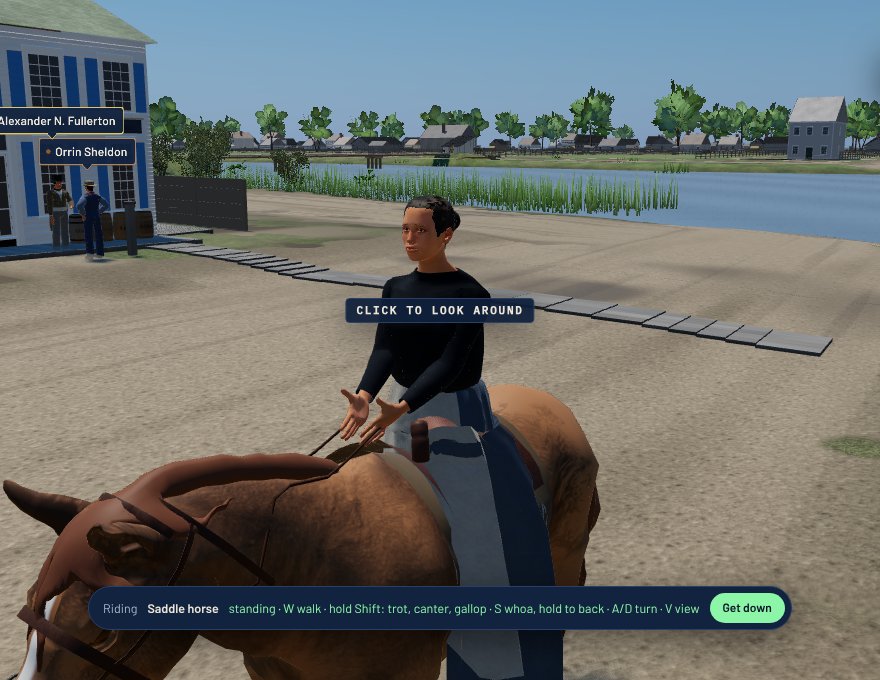 Alexander N. Fullerton
Orrin Sheldon
CLICK TO LOOK AROUND
Riding Saddle horse standing · W walk · hold Shift: trot, canter, gallop · S whoa, hold to back · A/D turn · V view Get down